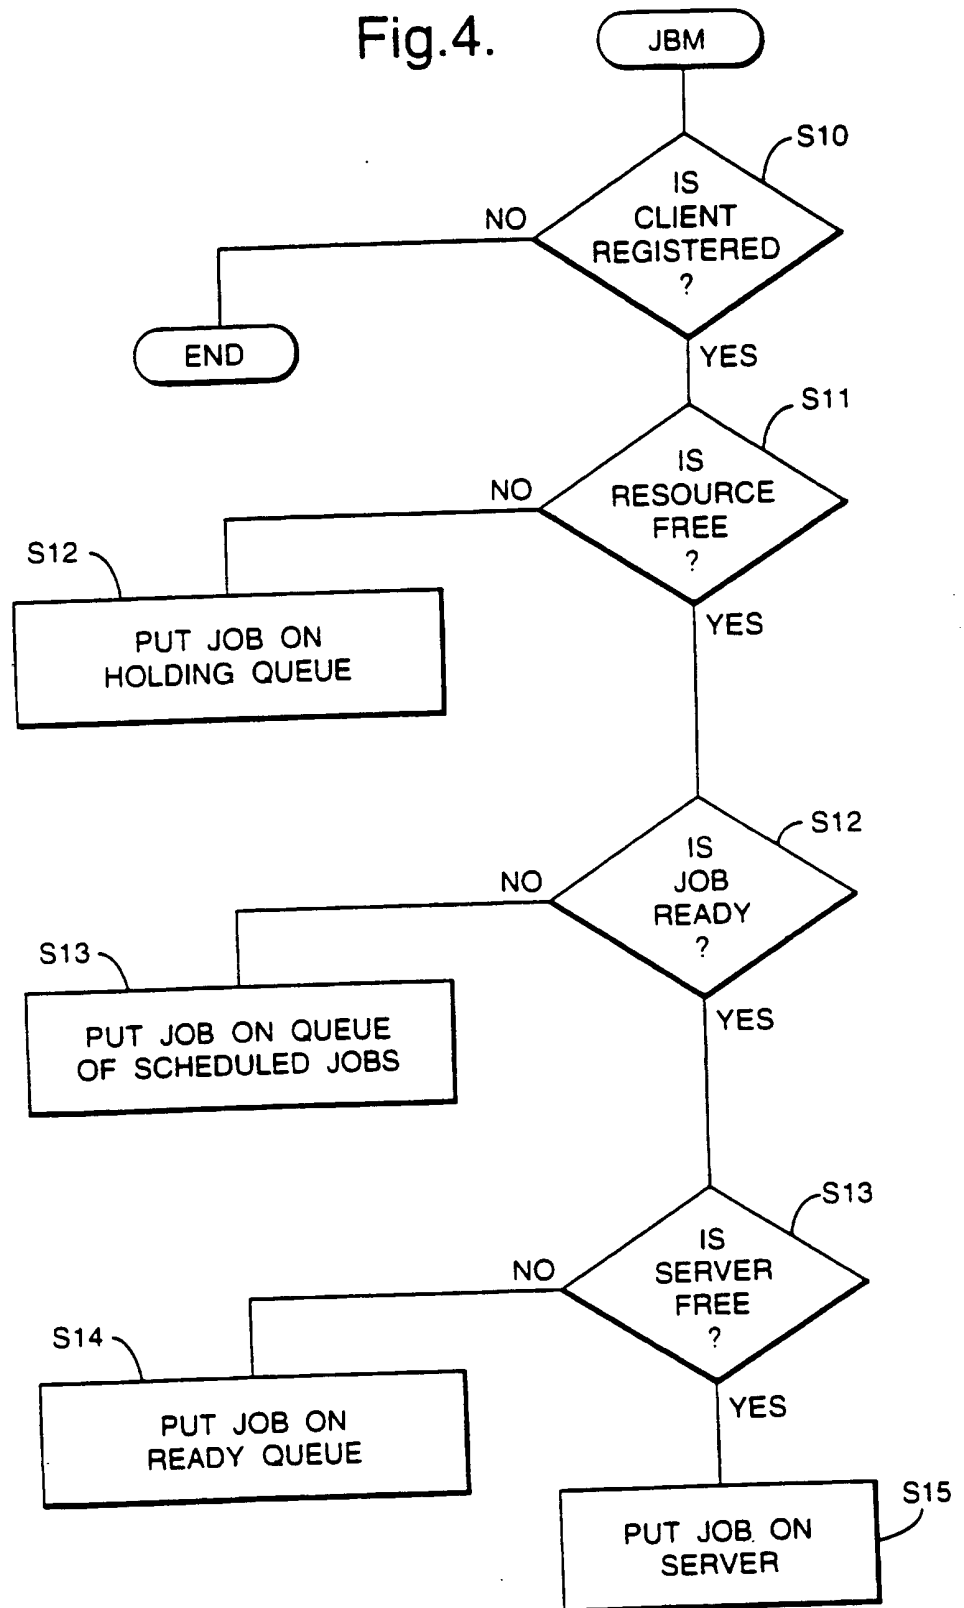 Fig.4.
JBM
S10
IS
CLIENT
REGISTERED
?
NO
END
YES
S11
IS
RESOURCE
FREE
?
NO
S12
PUT JOB ON
HOLDING QUEUE
YES
S12
IS
JOB
READY
?
NO
S13
PUT JOB ON QUEUE
OF SCHEDULED JOBS
YES
S13
IS
SERVER
FREE
?
NO
S14
PUT JOB ON
READY QUEUE
YES
S15
PUT JOB ON
SERVER